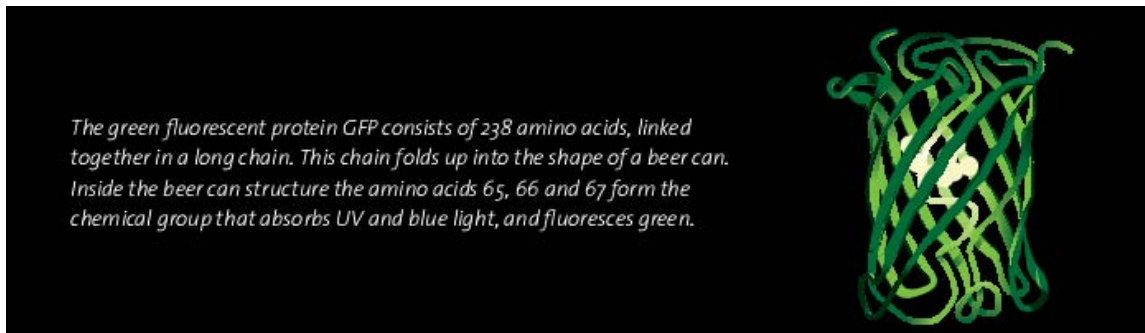 The green fluorescent protein GFP consists of 238 amino acids, linked
together in a long chain. This chain folds up into the shape of a beer can.
Inside the beer can structure the amino acids 65, 66 and 67 form the
chemical group that absorbs UV and blue light, and fluoresces green.